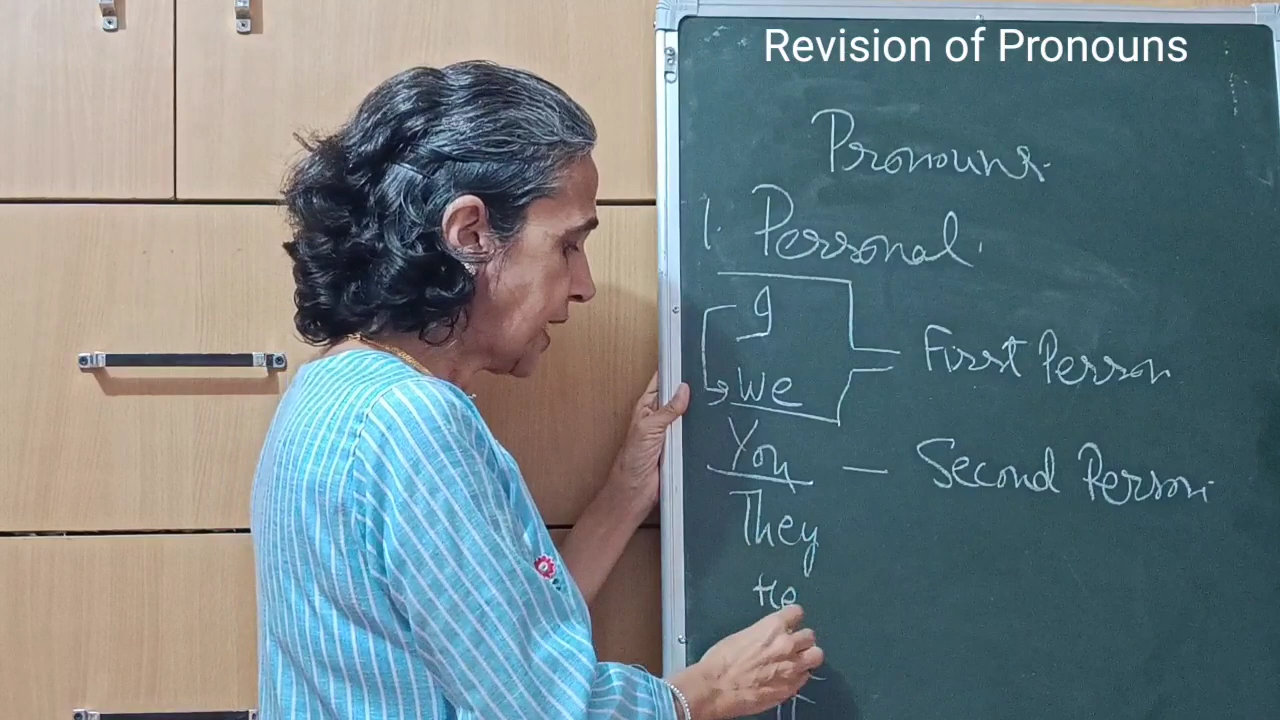 Revision of Pronouns
Pronouns.
1. Personal.
I
We
First Person
You — Second Person
They
He